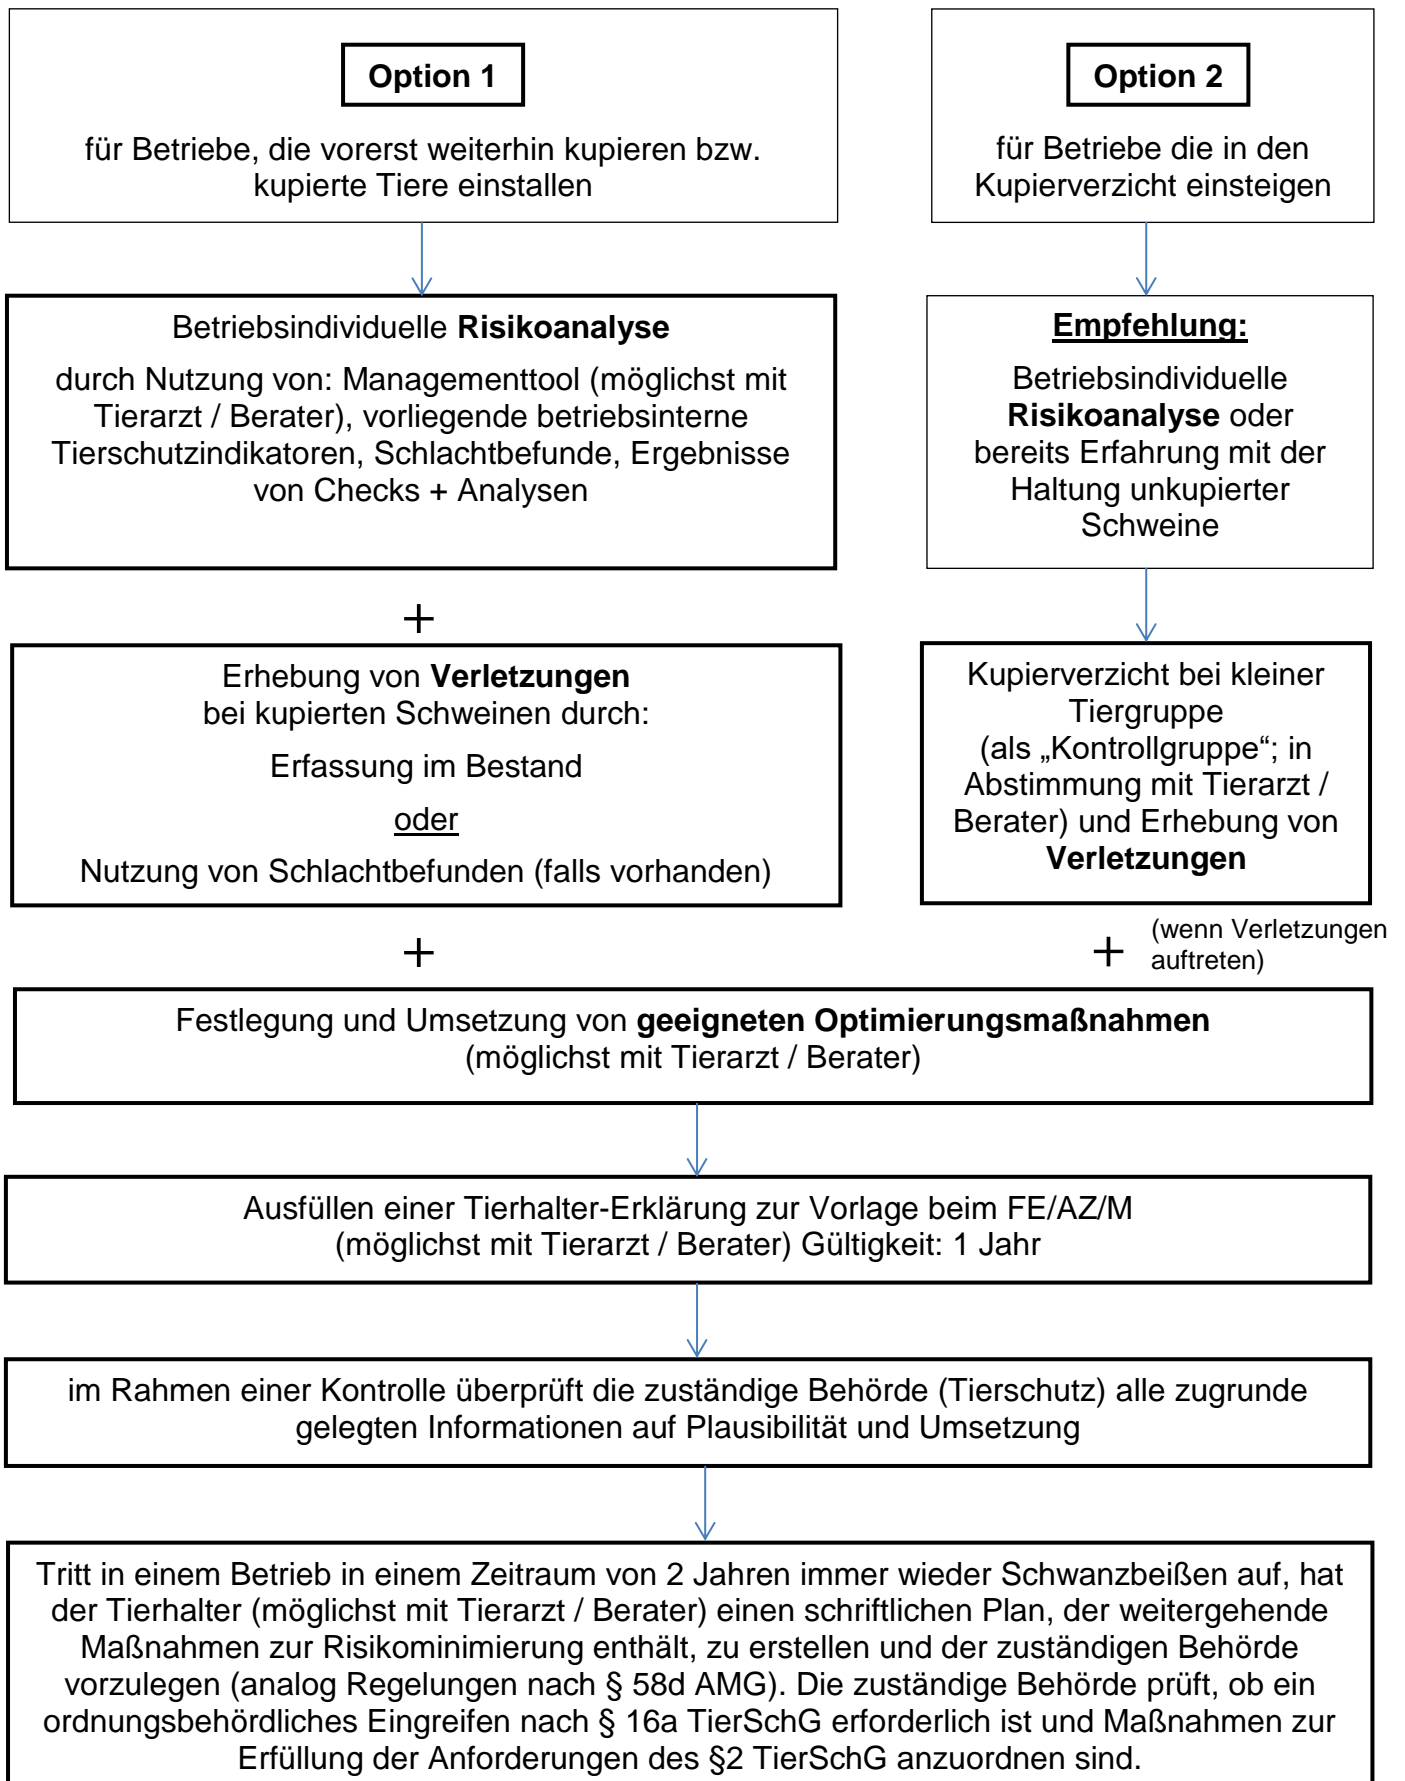 Option 1
für Betriebe, die vorerst weiterhin kupieren bzw.
kupierte Tiere einstallen
Option 2
für Betriebe die in den
Kupierverzicht einsteigen
Betriebsindividuelle Risikoanalyse
durch Nutzung von: Managementtool (möglichst mit
Tierarzt / Berater), vorliegende betriebsinterne
Tierschutzindikatoren, Schlachtbefunde, Ergebnisse
von Checks + Analysen
Empfehlung:
Betriebsindividuelle
Risikoanalyse oder
bereits Erfahrung mit der
Haltung unkupierter
Schweine
+
Erhebung von Verletzungen
bei kupierten Schweinen durch:
Erfassung im Bestand
oder
Nutzung von Schlachtbefunden (falls vorhanden)
Kupierverzicht bei kleiner
Tiergruppe
(als „Kontrollgruppe“; in
Abstimmung mit Tierarzt /
Berater) und Erhebung von
Verletzungen
+
+ (wenn Verletzungen
auftreten)
Festlegung und Umsetzung von geeigneten Optimierungsmaßnahmen
(möglichst mit Tierarzt / Berater)
Ausfüllen einer Tierhalter-Erklärung zur Vorlage beim FE/AZ/M
(möglichst mit Tierarzt / Berater) Gültigkeit: 1 Jahr
im Rahmen einer Kontrolle überprüft die zuständige Behörde (Tierschutz) alle zugrunde
gelegten Informationen auf Plausibilität und Umsetzung
Tritt in einem Betrieb in einem Zeitraum von 2 Jahren immer wieder Schwanzbeißen auf, hat
der Tierhalter (möglichst mit Tierarzt / Berater) einen schriftlichen Plan, der weitergehende
Maßnahmen zur Risikominimierung enthält, zu erstellen und der zuständigen Behörde
vorzulegen (analog Regelungen nach § 58d AMG). Die zuständige Behörde prüft, ob ein
ordnungsbehördliches Eingreifen nach § 16a TierSchG erforderlich ist und Maßnahmen zur
Erfüllung der Anforderungen des §2 TierSchG anzuordnen sind.